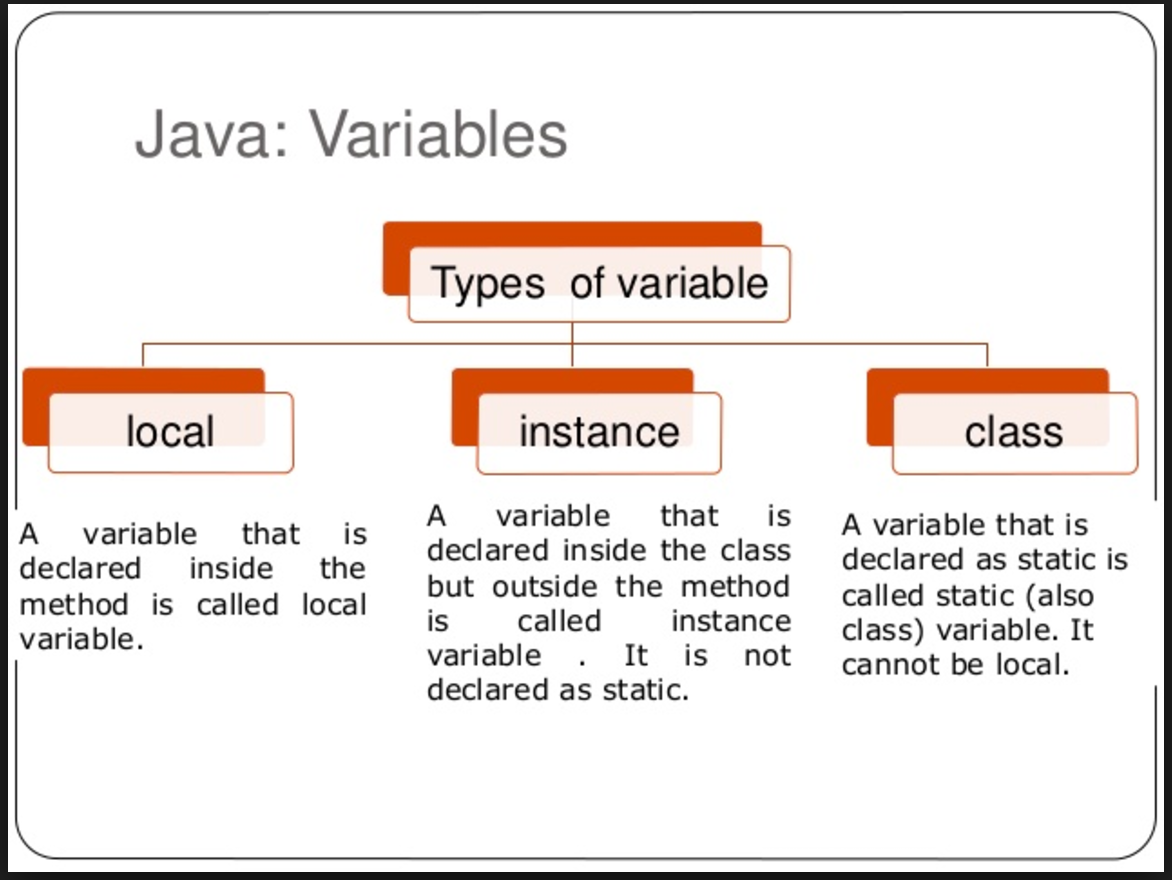 Java: Variables
Types of variable
local
instance
class
A variable that is
declared inside the
method is called local
variable.
A variable that is
declared inside the class
but outside the method
is called instance
variable . It is not
declared as static.
A variable that is
declared as static is
called static (also
class) variable. It
cannot be local.